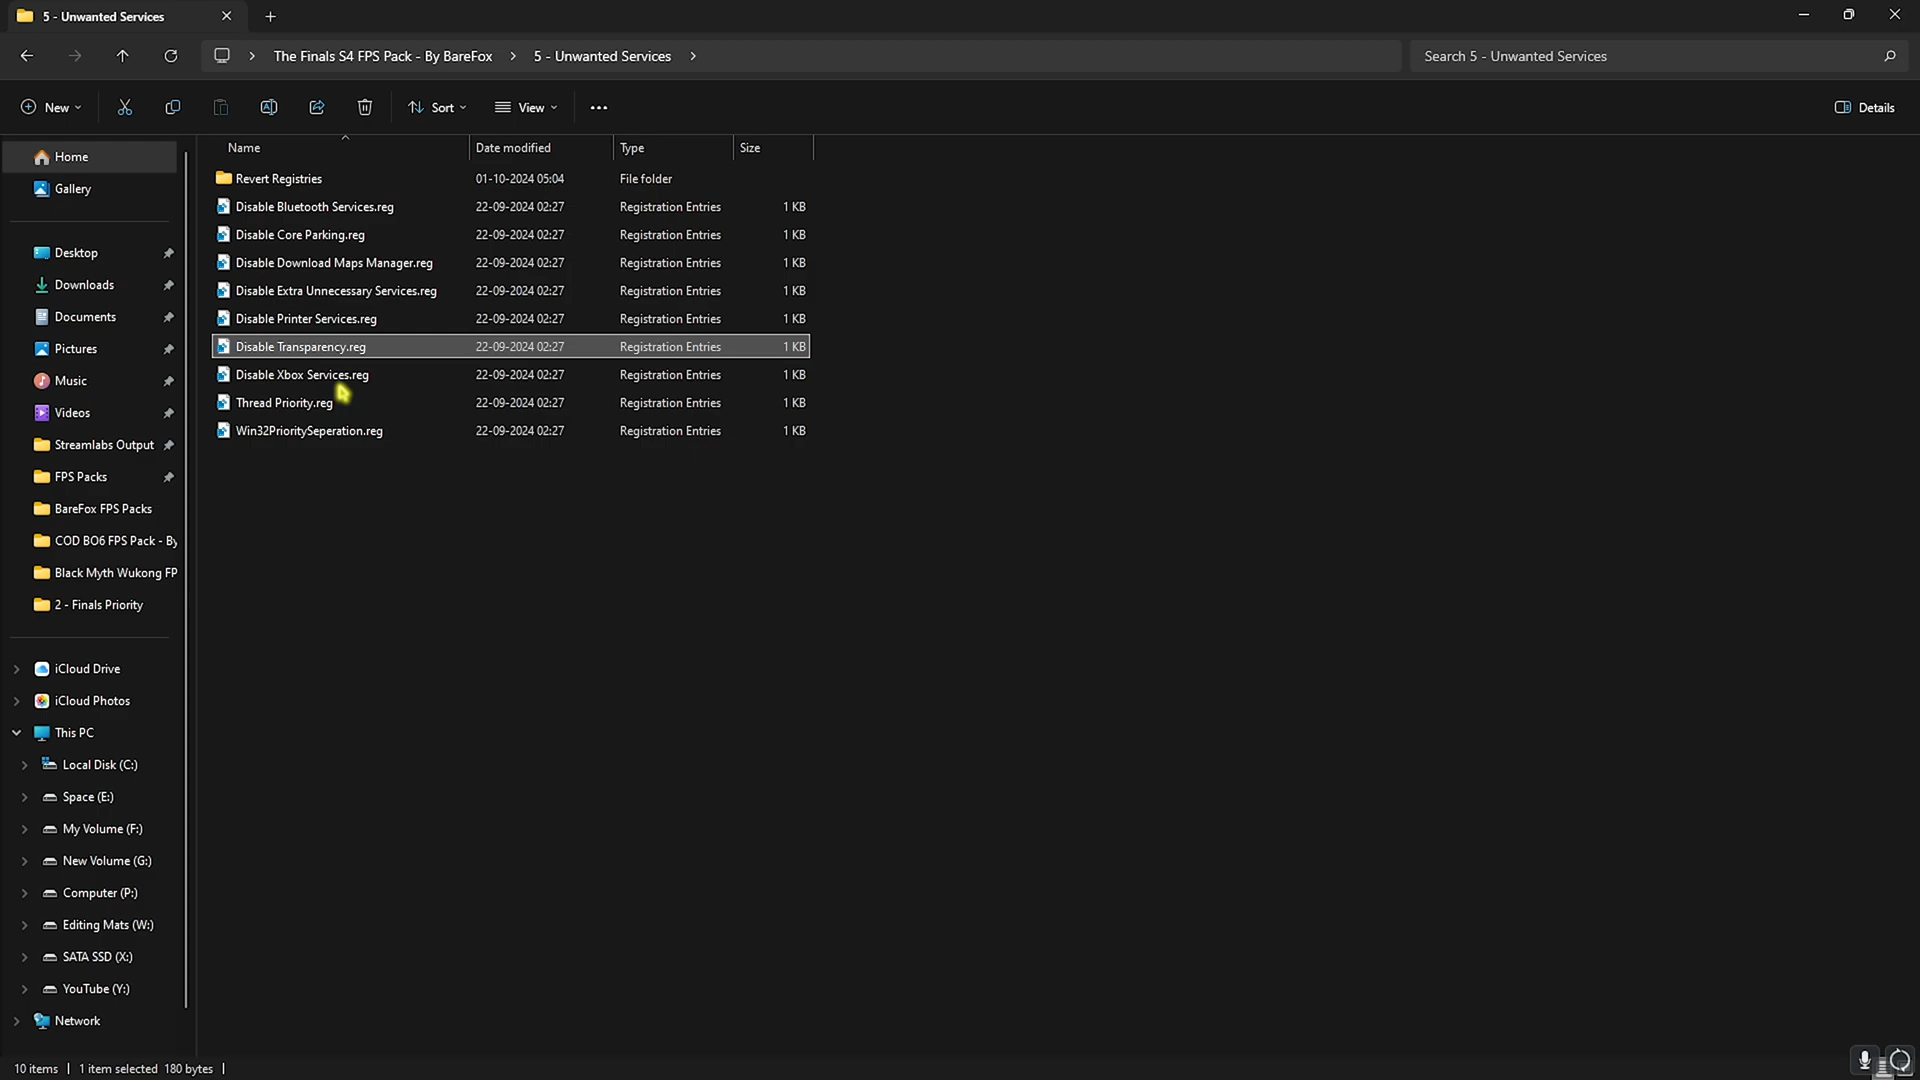 5 - Unwanted Services
The Finals S4 FPS Pack - By BareFox
5 - Unwanted Services
Search 5 - Unwanted Services
New
Sort
View
Details
Name
Date modified
Type
Size
Home
Gallery
Desktop
Downloads
Documents
Pictures
Music
Videos
Streamlabs Output
FPS Packs
BareFox FPS Packs
COD BO6 FPS Pack - By
Black Myth Wukong FP
2 - Finals Priority
iCloud Drive
iCloud Photos
This PC
Local Disk (C:)
Space (E:)
My Volume (F:)
New Volume (G:)
Computer (P:)
Editing Mats (W:)
SATA SSD (X:)
YouTube (Y:)
Network
Revert Registries 01-10-2024 05:04 File folder
Disable Bluetooth Services.reg 22-09-2024 02:27 Registration Entries 1 KB
Disable Core Parking.reg 22-09-2024 02:27 Registration Entries 1 KB
Disable Download Maps Manager.reg 22-09-2024 02:27 Registration Entries 1 KB
Disable Extra Unnecessary Services.reg 22-09-2024 02:27 Registration Entries 1 KB
Disable Printer Services.reg 22-09-2024 02:27 Registration Entries 1 KB
Disable Transparency.reg 22-09-2024 02:27 Registration Entries 1 KB
Disable Xbox Services.reg 22-09-2024 02:27 Registration Entries 1 KB
Thread Priority.reg 22-09-2024 02:27 Registration Entries 1 KB
Win32PrioritySeperation.reg 22-09-2024 02:27 Registration Entries 1 KB
10 items | 1 item selected 180 bytes |